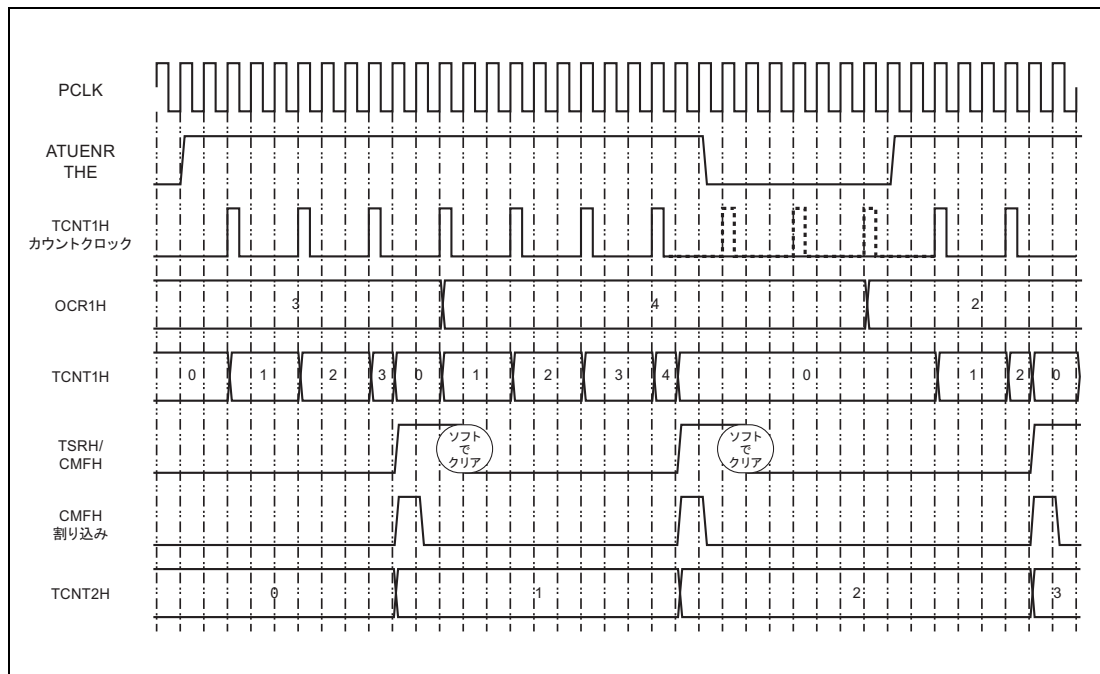 PCLK
ATUENR
THE
TCNT1H
カウントクロック
OCR1H
3 4 2
TCNT1H
0 1 2 3 0 1 2 3 4 0 1 2 0
TSRH/
CMFH
ソフト
で
クリア
ソフト
で
クリア
CMFH
割り込み
TCNT2H
0 1 2 3